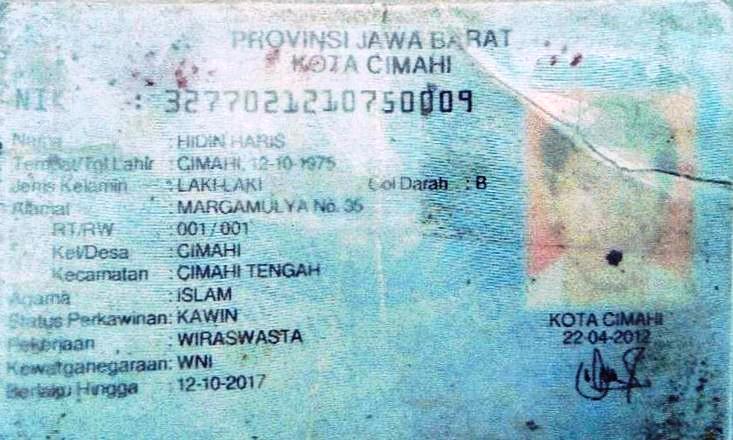 PROVINSI JAWA BARAT
KOTA CIMAHI
NIK : 3277021210750009
Nama : HIDIN HARIS
Tempat/Tgl Lahir : CIMAHI, 12-10-1975
Jenis Kelamin : LAKI-LAKI Gol Darah : B
Alamat : MARGAMULYA No. 35
RT/RW : 001/001
Kel/Desa : CIMAHI
Kecamatan : CIMAHI TENGAH
Agama : ISLAM
Status Perkawinan: KAWIN
Pekerjaan : WIRASWASTA
Kewarganegaraan: WNI
Berlaku Hingga : 12-10-2017
KOTA CIMAHI
22-04-2012